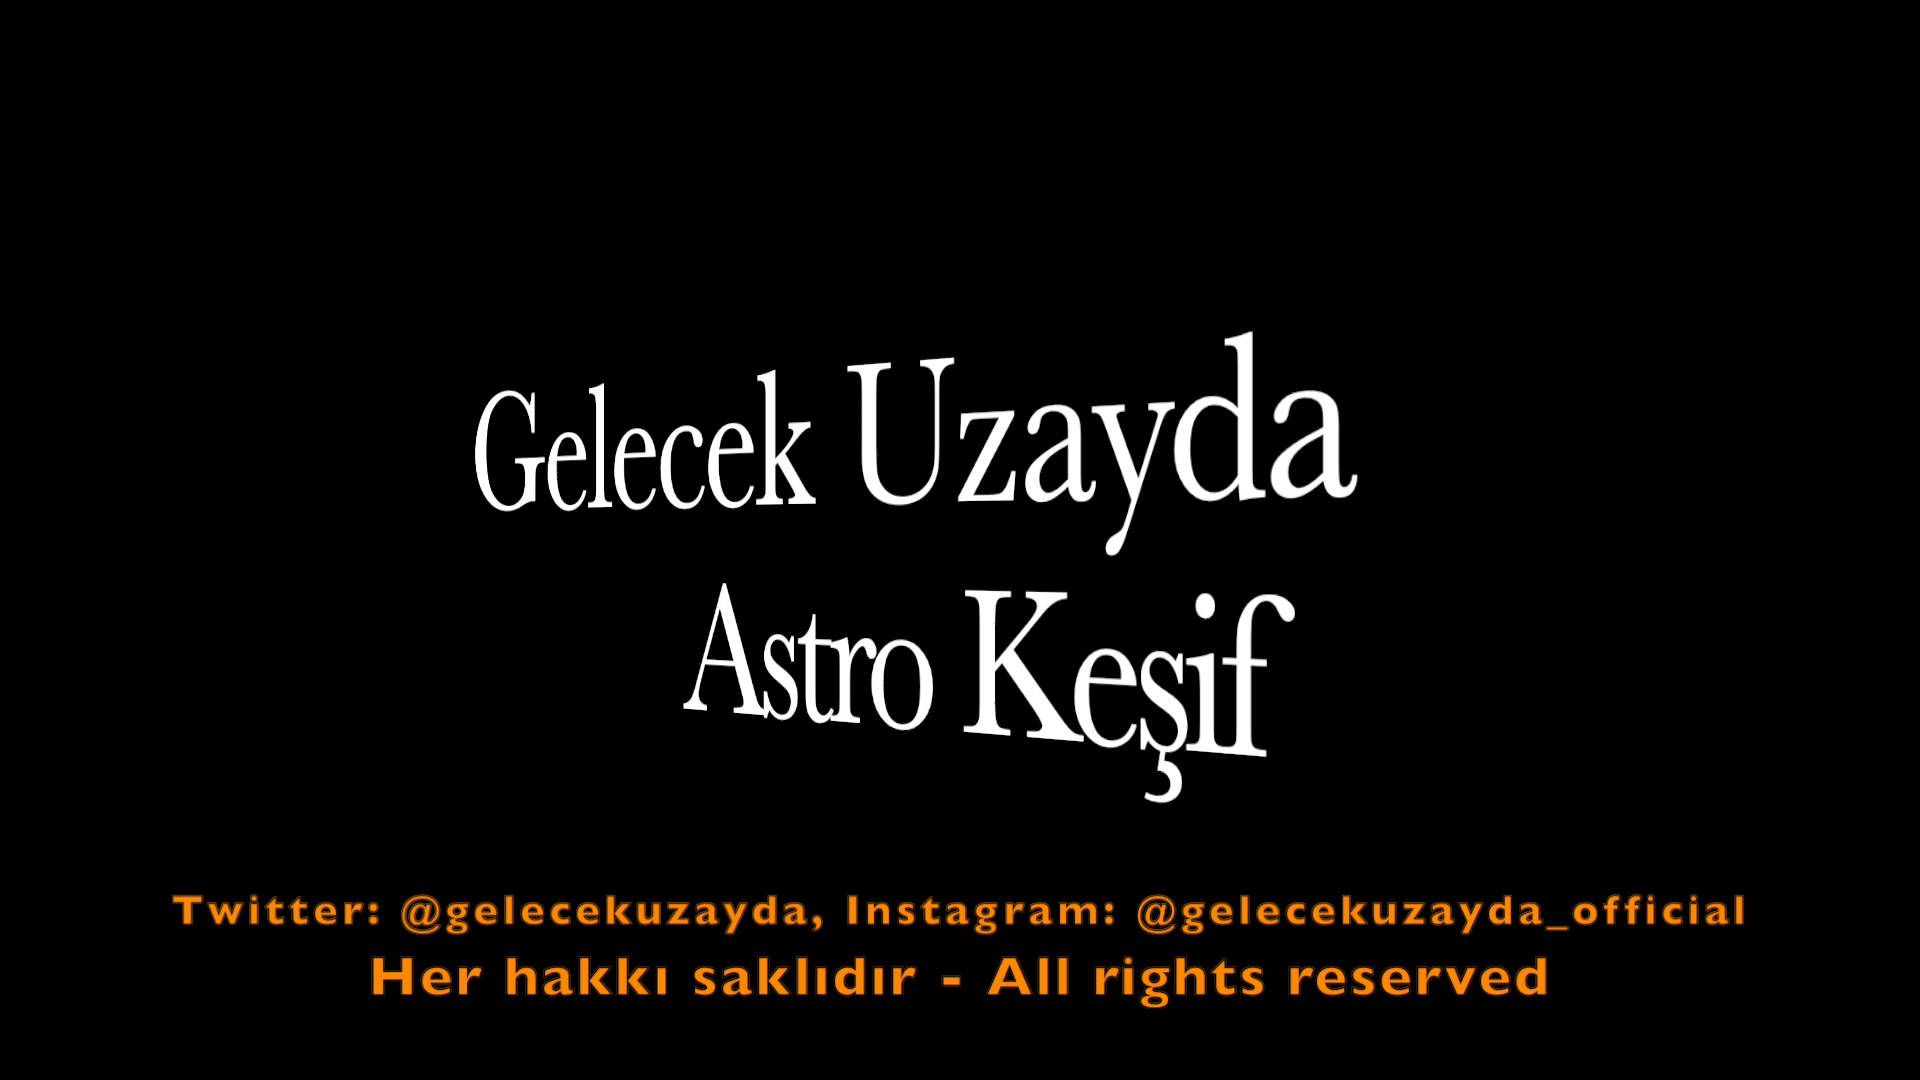 Gelecek Uzayda
Astro Keşif
Twitter: @gelecekuzayda, Instagram: @gelecekuzayda_official
Her hakkı saklıdır - All rights reserved